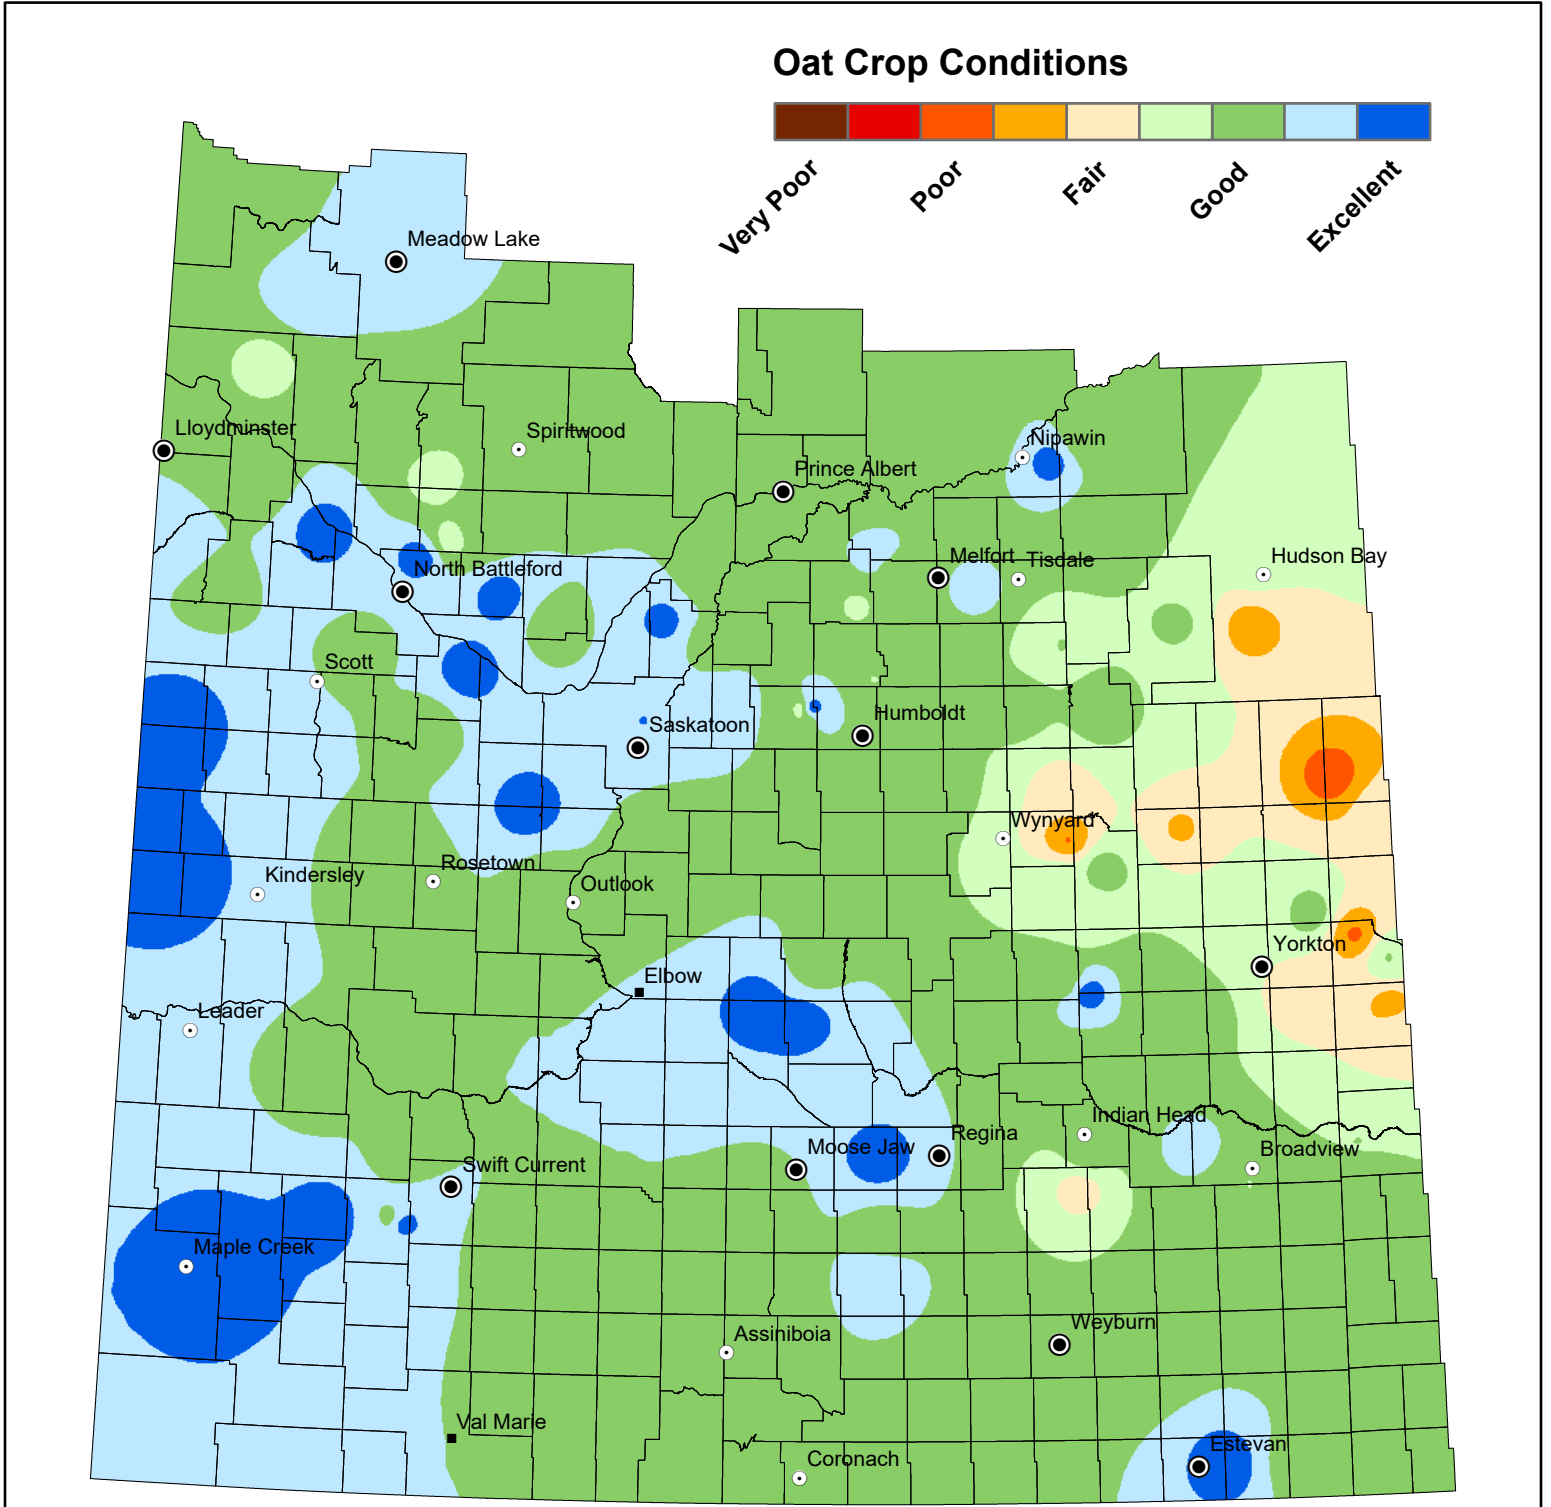 Oat Crop Conditions
Very Poor
Poor
Fair
Good
Excellent
Meadow Lake
Lloydminster
Spiritwood
Nipawin
Prince Albert
Melfort
Tisdale
Hudson Bay
North Battleford
Scott
Saskatoon
Humboldt
Wynyard
Rosetown
Kindersley
Outlook
Yorkton
Elbow
Leader
Indian Head
Regina
Moose Jaw
Broadview
Swift Current
Maple Creek
Weyburn
Assiniboia
Val Marie
Estevan
Coronach